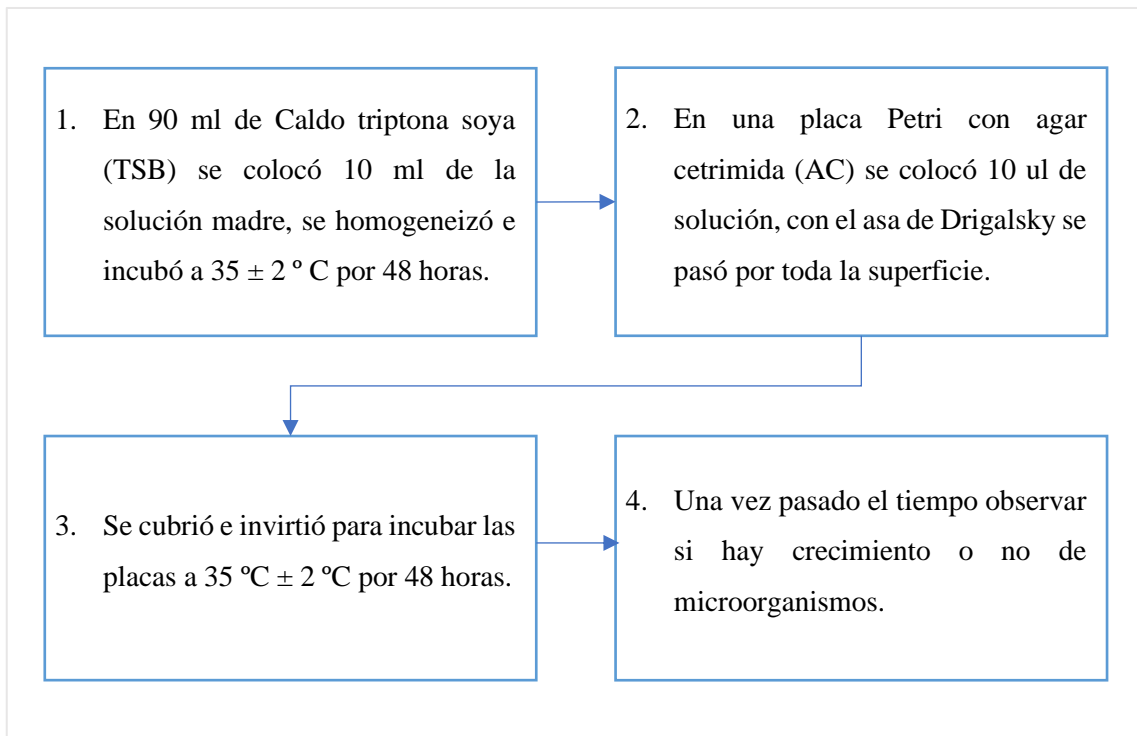 1. En 90 ml de Caldo triptona soya
(TSB) se colocó 10 ml de la
solución madre, se homogeneizó e
incubó a 35 ± 2 º C por 48 horas.
2. En una placa Petri con agar
cetrimida (AC) se colocó 10 ul de
solución, con el asa de Drigalsky se
pasó por toda la superficie.
3. Se cubrió e invirtió para incubar las
placas a 35 ºC ± 2 ºC por 48 horas.
4. Una vez pasado el tiempo observar
si hay crecimiento o no de
microorganismos.